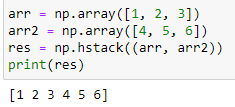 arr = np.array([1, 2, 3])
arr2 = np.array([4, 5, 6])
res = np.hstack((arr, arr2))
print(res)
[1 2 3 4 5 6]